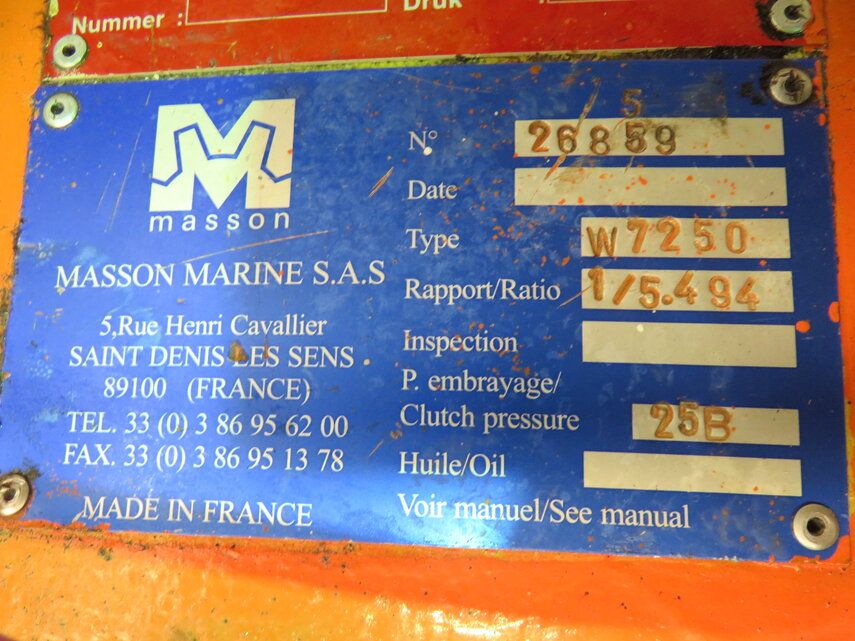 Nummer :
Druk
M
masson
MASSON MARINE S.A.S
5,Rue Henri Cavallier
SAINT DENIS LES SENS
89100 (FRANCE)
TEL. 33 (0) 3 86 95 62 00
FAX. 33 (0) 3 86 95 13 78
MADE IN FRANCE
5
N° 26859
Date
Type W7250
Rapport/Ratio 1/5.494
Inspection
P. embrayage/
Clutch pressure 25B
Huile/Oil
Voir manuel/See manual